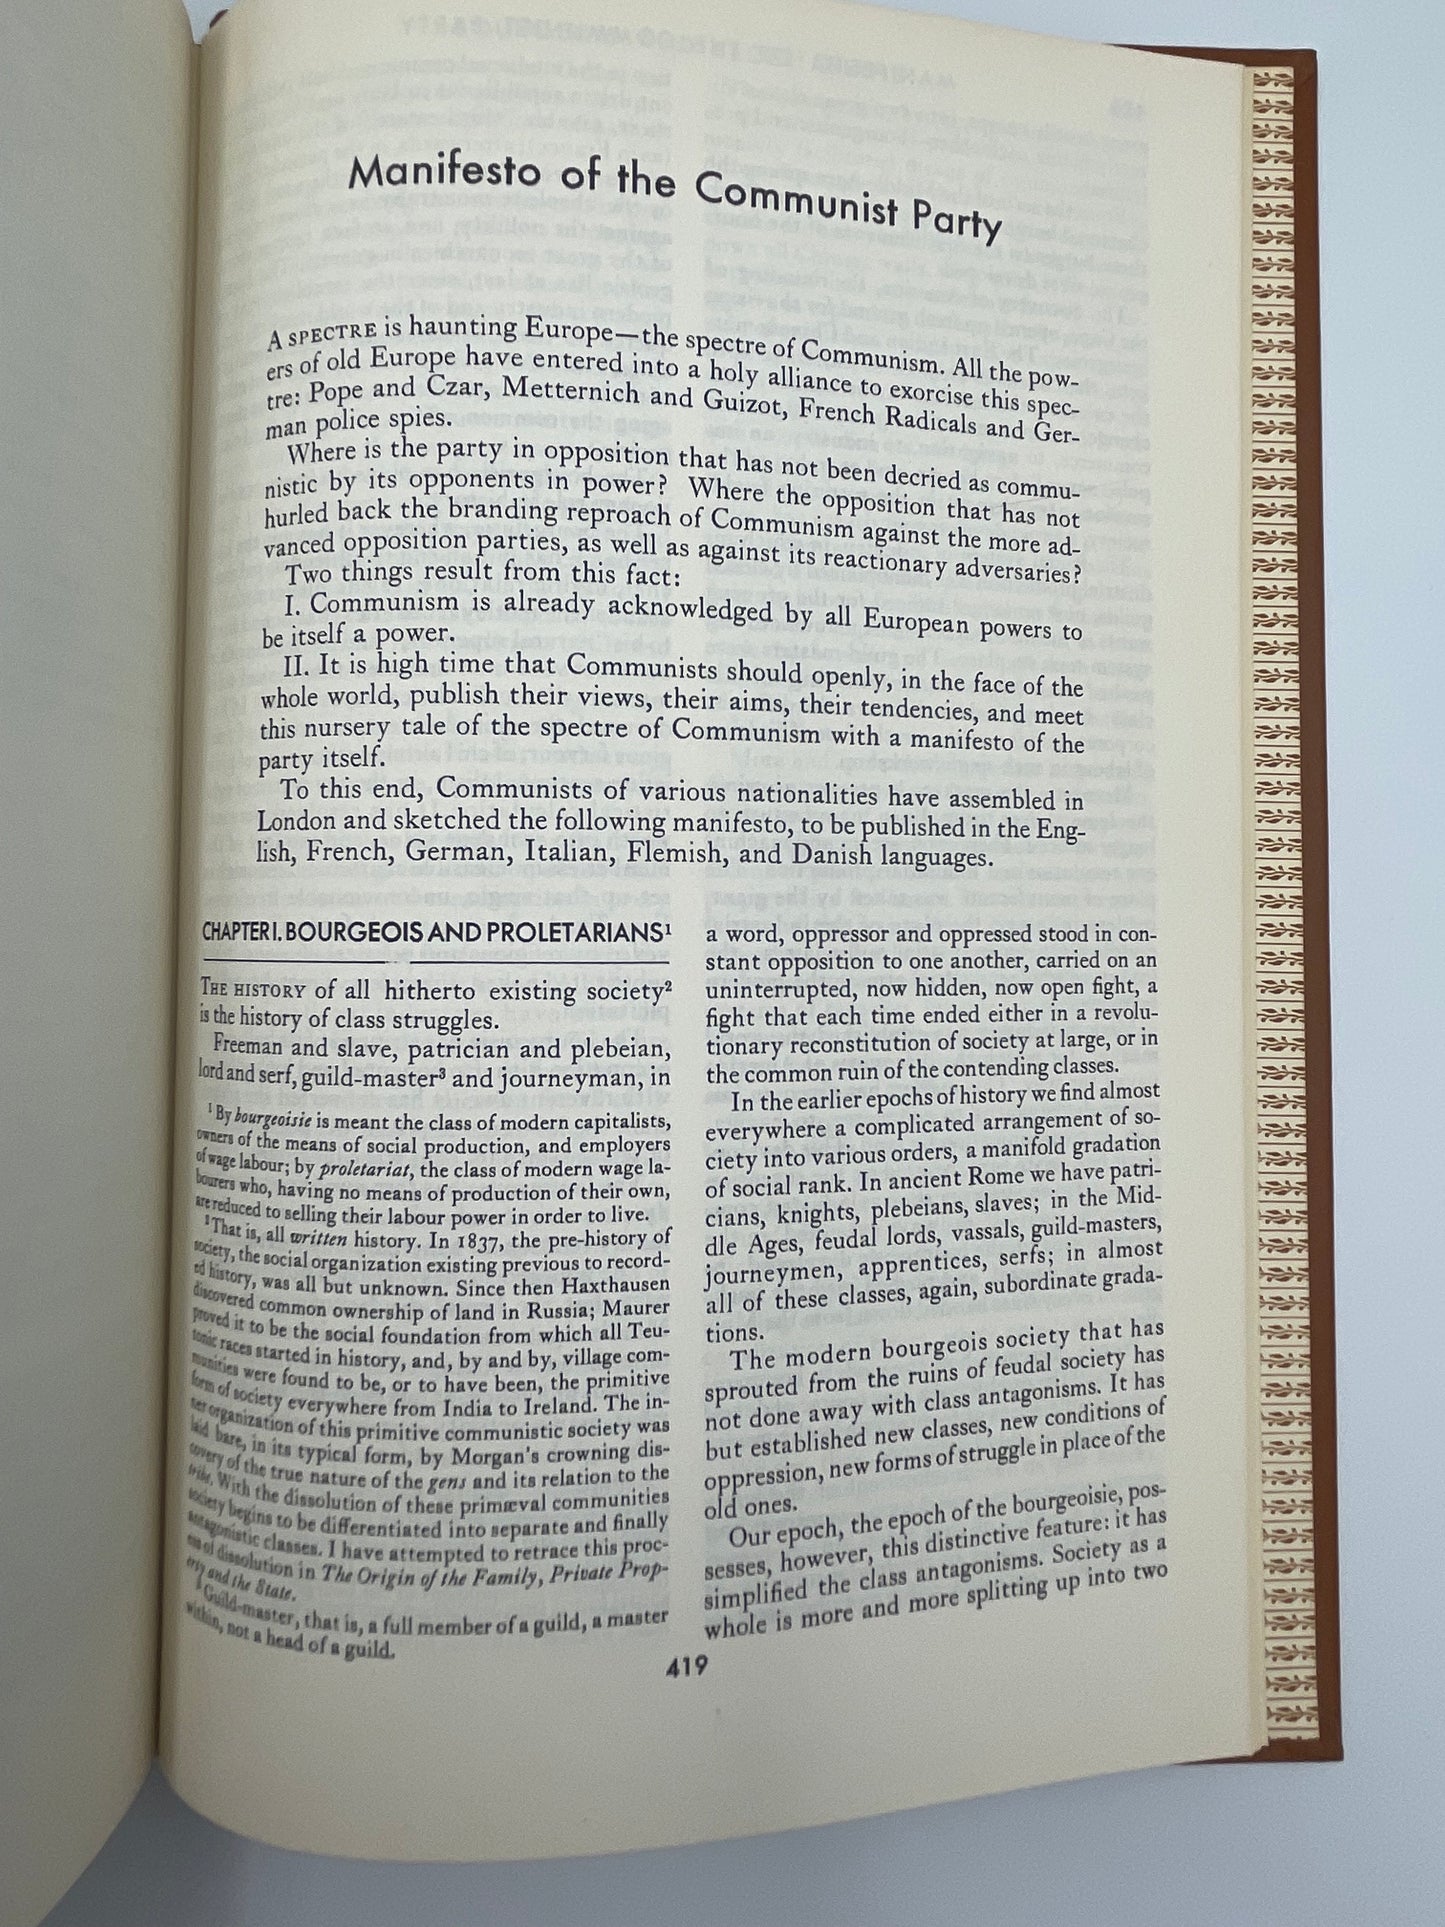 Manifesto of the Communist Party
A SPECTRE is haunting Europe—the spectre of Communism. All the pow-
ers of old Europe have entered into a holy alliance to exorcise this spec-
tre: Pope and Czar, Metternich and Guizot, French Radicals and Ger-
man police spies.
Where is the party in opposition that has not been decried as commu-
nistic by its opponents in power? Where the opposition that has not
hurled back the branding reproach of Communism against the more ad-
vanced opposition parties, as well as against its reactionary adversaries?
Two things result from this fact:
I. Communism is already acknowledged by all European powers to
be itself a power.
II. It is high time that Communists should openly, in the face of the
whole world, publish their views, their aims, their tendencies, and meet
this nursery tale of the spectre of Communism with a manifesto of the
party itself.
To this end, Communists of various nationalities have assembled in
London and sketched the following manifesto, to be published in the Eng-
lish, French, German, Italian, Flemish, and Danish languages.
CHAPTER I. BOURGEOIS AND PROLETARIANS¹
THE HISTORY of all hitherto existing society²
is the history of class struggles.
Freeman and slave, patrician and plebeian,
lord and serf, guild-master³ and journeyman, in
¹ By bourgeoisie is meant the class of modern capitalists,
owners of the means of social production, and employers
of wage labour; by proletariat, the class of modern wage la-
bourers who, having no means of production of their own,
are reduced to selling their labour power in order to live.
² That is, all written history. In 1837, the pre-history of
society, the social organization existing previous to record-
ed history, was all but unknown. Since then Haxthausen
discovered common ownership of land in Russia; Maurer
proved it to be the social foundation from which all Teu-
tonic races started in history, and, by and by, village com-
munities were found to be, or to have been, the primitive
form of society everywhere from India to Ireland. The in-
ner organization of this primitive communistic society was
laid bare, in its typical form, by Morgan's crowning dis-
covery of the true nature of the gens and its relation to the
tribe. With the dissolution of these primæval communities
society begins to be differentiated into separate and finally
antagonistic classes. I have attempted to retrace this proc-
ess of dissolution in The Origin of the Family, Private Prop-
erty and the State.
³ Guild-master, that is, a full member of a guild, a master
within, not a head of a guild.
a word, oppressor and oppressed stood in con-
stant opposition to one another, carried on an
uninterrupted, now hidden, now open fight, a
fight that each time ended either in a revolu-
tionary reconstitution of society at large, or in
the common ruin of the contending classes.
In the earlier epochs of history we find almost
everywhere a complicated arrangement of so-
ciety into various orders, a manifold gradation
of social rank. In ancient Rome we have patri-
cians, knights, plebeians, slaves; in the Mid-
dle Ages, feudal lords, vassals, guild-masters,
journeymen, apprentices, serfs; in almost
all of these classes, again, subordinate grada-
tions.
The modern bourgeois society that has
sprouted from the ruins of feudal society has
not done away with class antagonisms. It has
but established new classes, new conditions of
oppression, new forms of struggle in place of the
old ones.
Our epoch, the epoch of the bourgeoisie, pos-
sesses, however, this distinctive feature: it has
simplified the class antagonisms. Society as a
whole is more and more splitting up into two
419